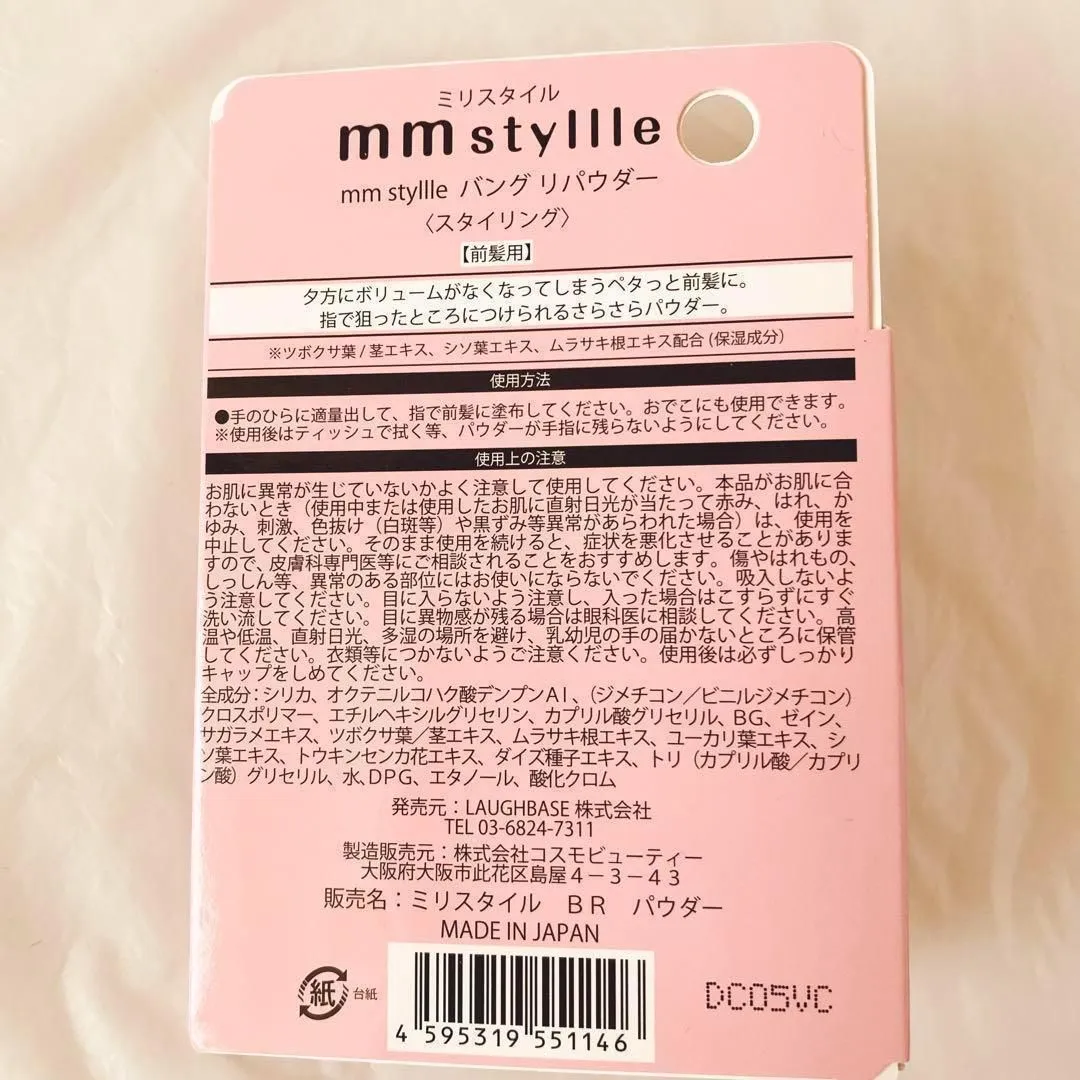 ミリスタイル
mm styllle
mm styllle バング リパウダー
〈スタイリング〉
【前髪用】
夕方にボリュームがなくなってしまうペタっと前髪に。
指で狙ったところにつけられるさらさらパウダー。
※ツボクサ葉 / 茎エキス、シソ葉エキス、ムラサキ根エキス配合 (保湿成分)
使用方法
●手のひらに適量出して、指で前髪に塗布してください。おでこにも使用できます。
※使用後はティッシュで拭く等、パウダーが手指に残らないようにしてください。
使用上の注意
お肌に異常が生じていないかよく注意して使用してください。本品がお肌に合
わないとき（使用中または使用したお肌に直射日光が当たって赤み、はれ、か
ゆみ、刺激、色抜け（白斑等）や黒ずみ等異常があらわれた場合）は、使用を
中止してください。そのまま使用を続けると、症状を悪化させることがありま
すので、皮膚科専門医等にご相談されることをおすすめします。傷やはれもの、
しっしん等、異常のある部位にはお使いにならないでください。吸入しないよ
う注意してください。目に入らないよう注意し、入った場合はこすらずにすぐ
洗い流してください。目に異物感が残る場合は眼科医に相談してください。高
温や低温、直射日光、多湿の場所を避け、乳幼児の手の届かないところに保管
してください。衣類等につかないようご注意ください。使用後は必ずしっかり
キャップをしめてください。
全成分：シリカ、オクテニルコハク酸デンプンＡｌ、（ジメチコン／ビニルジメチコン）
クロスポリマー、エチルヘキシルグリセリン、カプリル酸グリセリル、ＢＧ、ゼイン、
サガラメエキス、ツボクサ葉／茎エキス、ムラサキ根エキス、ユーカリ葉エキス、シ
ソ葉エキス、トウキンセンカ花エキス、ダイズ種子エキス、トリ（カプリル酸／カプリ
ン酸）グリセリル、水、DPG、エタノール、酸化クロム
発売元：LAUGHBASE 株式会社
TEL 03-6824-7311
製造販売元：株式会社コスモビューティー
大阪府大阪市此花区島屋４－３－４３
販売名：ミリスタイル　ＢＲ　パウダー
MADE IN JAPAN
紙 台紙
DC05VC
4 595319 551146